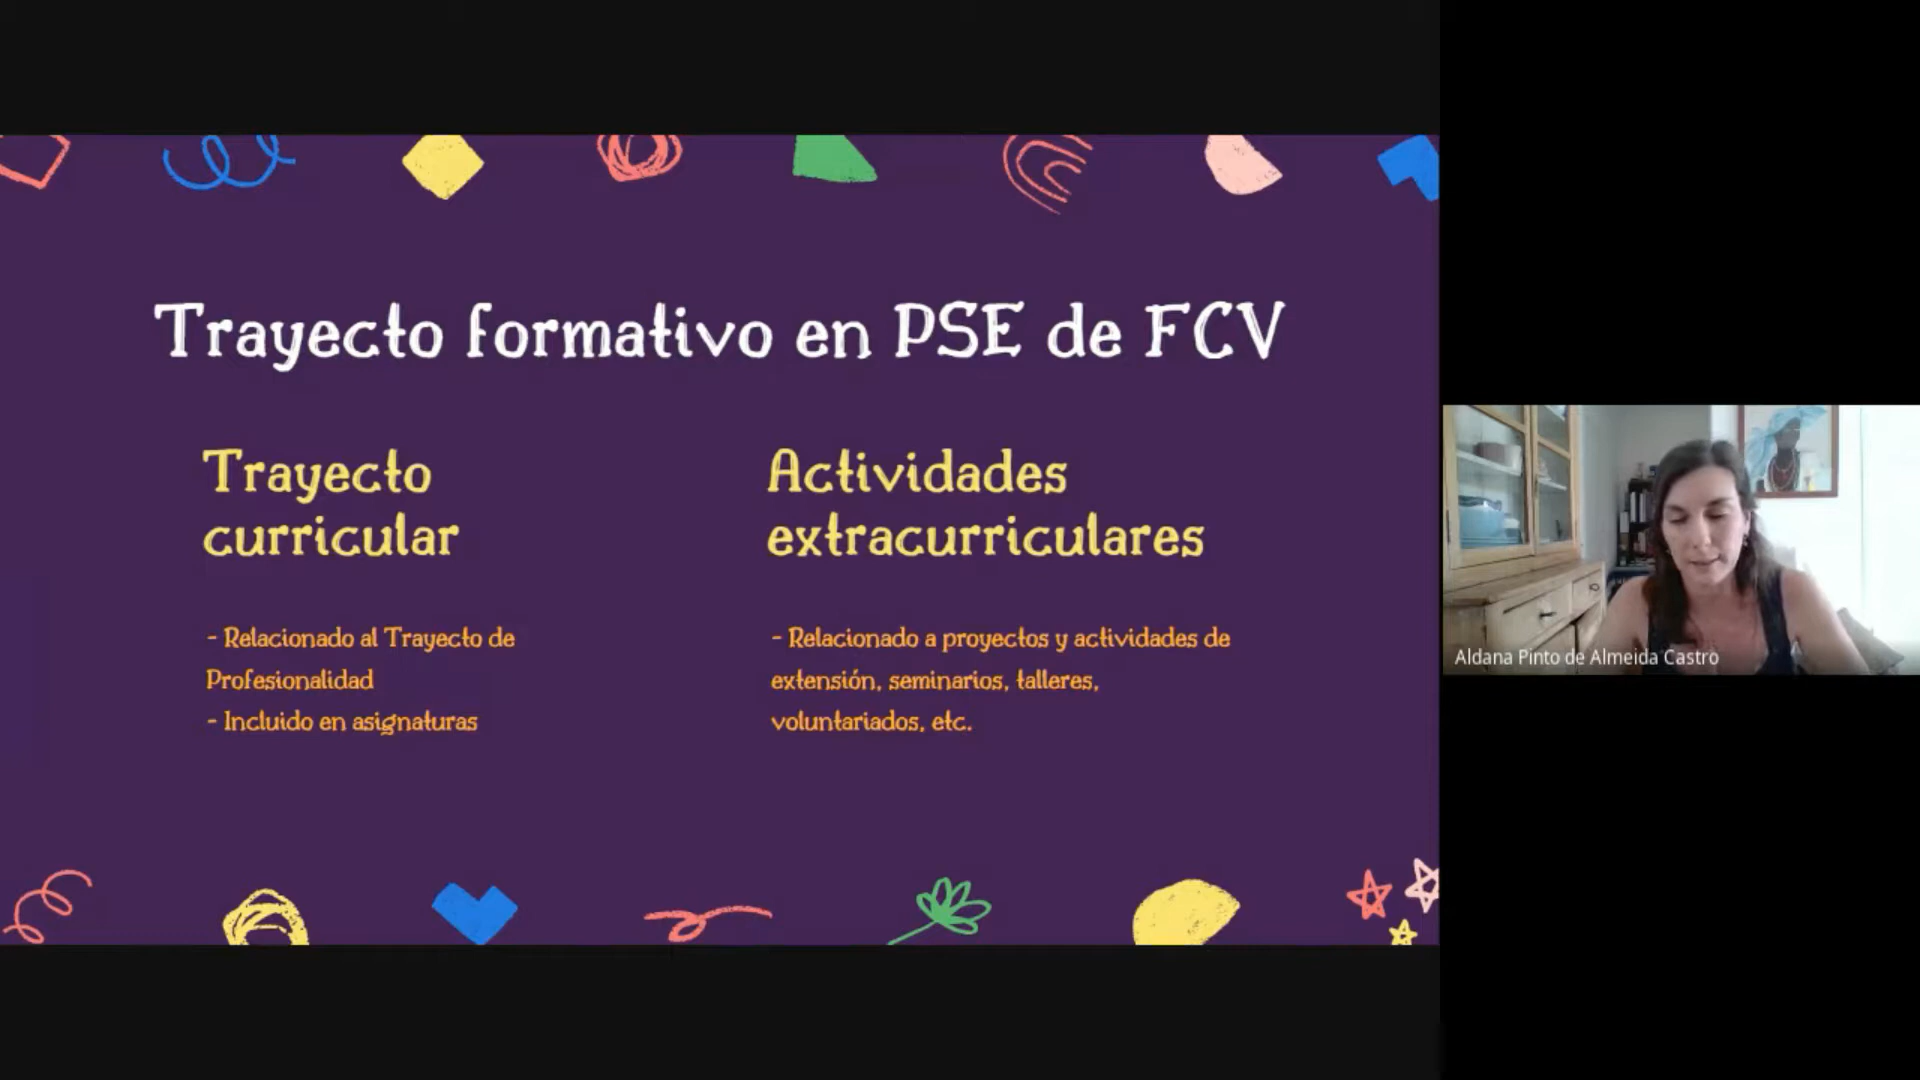 Trayecto formativo en PSE de FCV
Trayecto
curricular
- Relacionado al Trayecto de
Profesionalidad
- Incluido en asignaturas
Actividades
extracurriculares
- Relacionado a proyectos y actividades de
extensión, seminarios, talleres,
voluntariados, etc.
Aldana Pinto de Almeida Castro